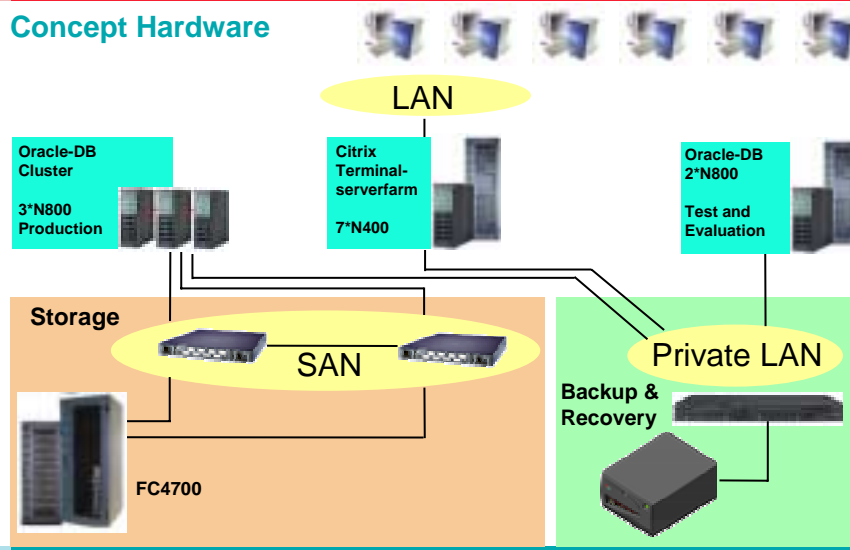 Concept Hardware
LAN
Oracle-DB
Cluster
3*N800
Production
Citrix
Terminal-
serverfarm
7*N400
Oracle-DB
2*N800
Test and
Evaluation
Storage
SAN
Private LAN
Backup &
Recovery
FC4700